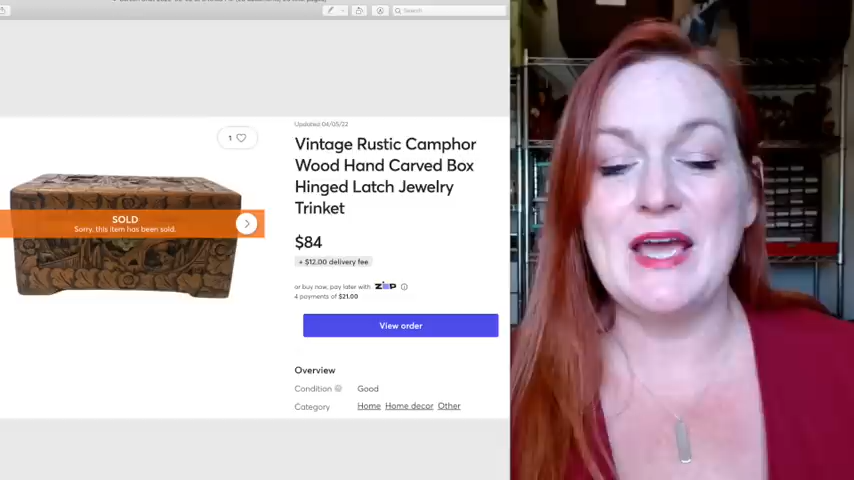 Search
Updated 04/05/22
1
Vintage Rustic Camphor
Wood Hand Carved Box
Hinged Latch Jewelry
Trinket
SOLD
Sorry, this item has been sold.
$84
+ $12.00 delivery fee
or buy now, pay later with ZIP
4 payments of $21.00
View order
Overview
Condition
Good
Category
Home Home decor Other